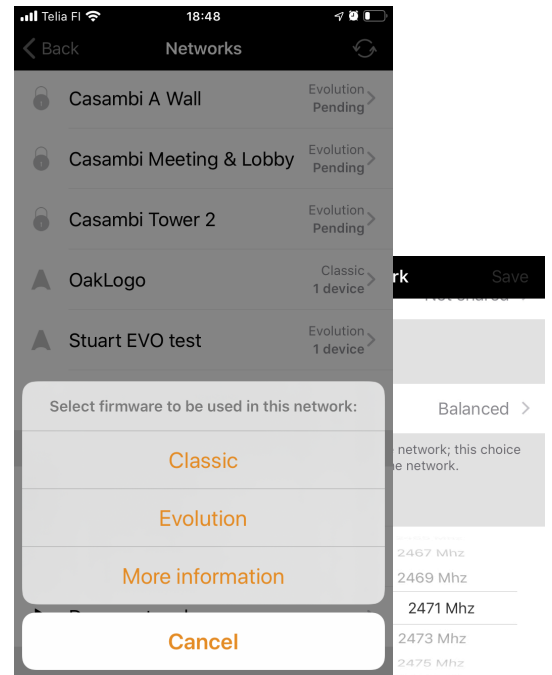 Telia FI 18:48
Back Networks
Casambi A Wall
Evolution
Pending
Casambi Meeting & Lobby
Evolution
Pending
Casambi Tower 2
Evolution
Pending
OakLogo
Classic
1 device
Stuart EVO test
Evolution
1 device
Select firmware to be used in this network:
Classic
Evolution
More information
Cancel
rk Save
Balanced
network; this choice
e network.
2467 Mhz
2469 Mhz
2471 Mhz
2473 Mhz
2475 Mhz